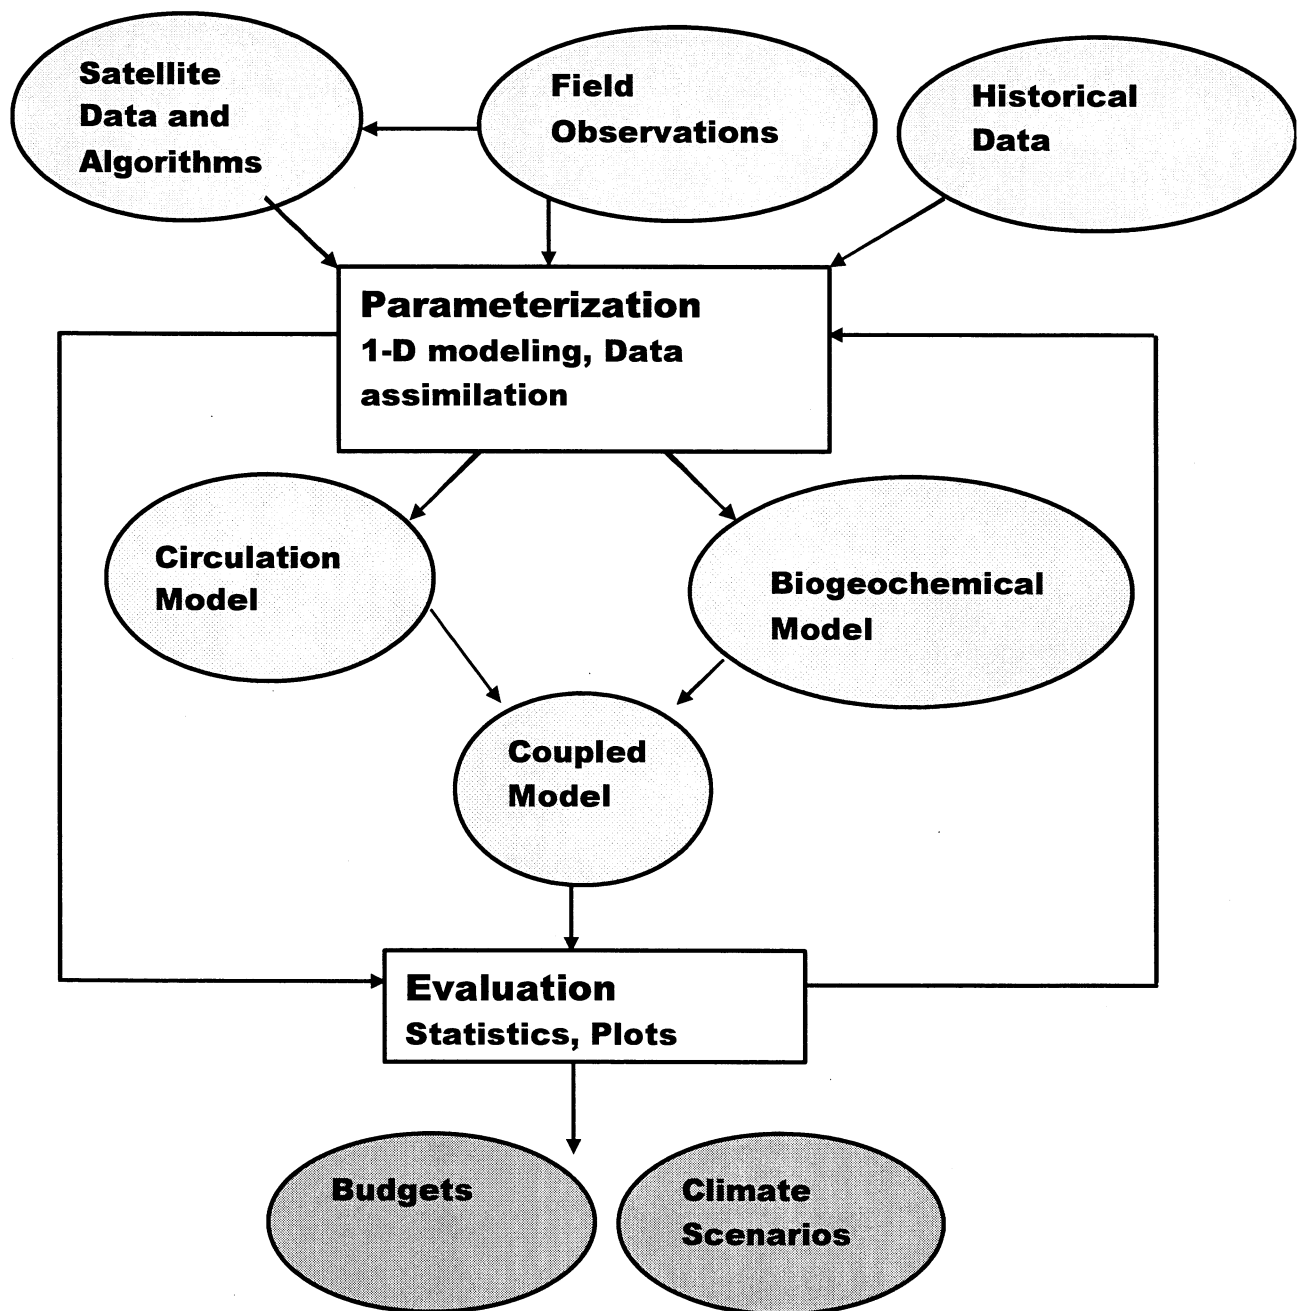 Satellite
Data and
Algorithms
Field
Observations
Historical
Data
Parameterization
1-D modeling, Data
assimilation
Circulation
Model
Biogeochemical
Model
Coupled
Model
Evaluation
Statistics, Plots
Budgets
Climate
Scenarios